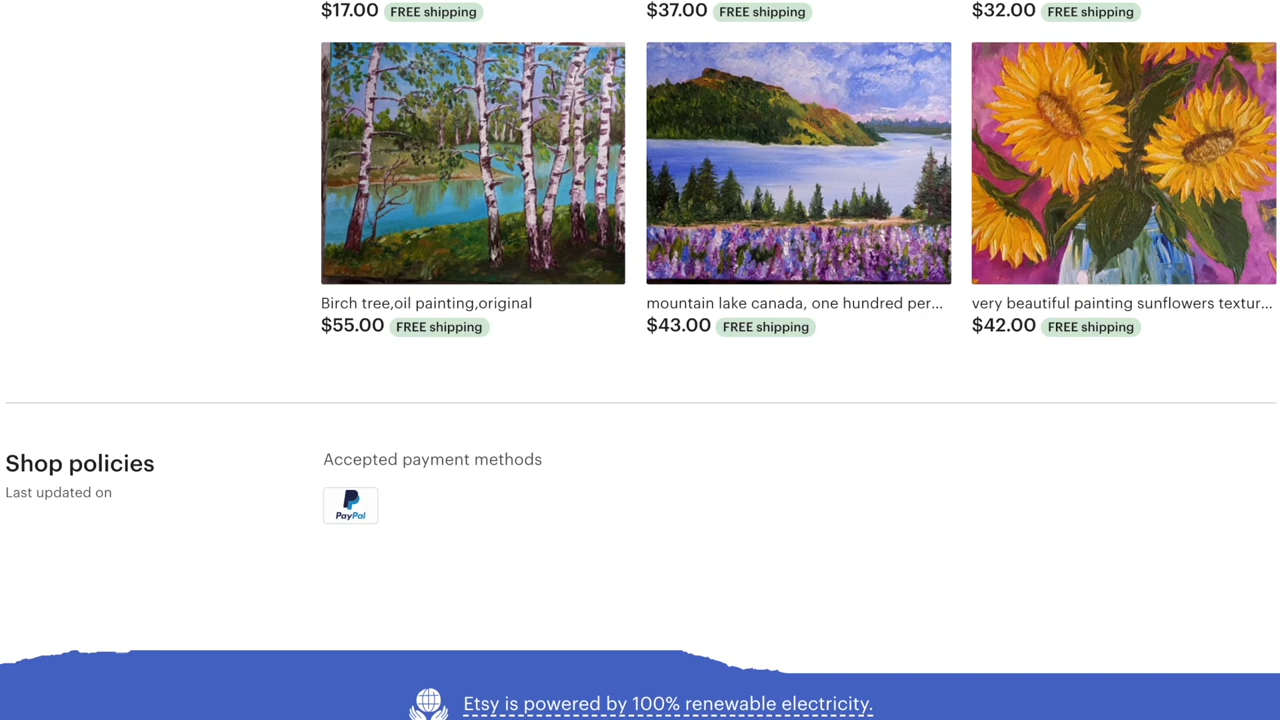 $17.00 FREE shipping
$37.00 FREE shipping
$32.00 FREE shipping
Birch tree,oil painting,original
$55.00 FREE shipping
mountain lake canada, one hundred per...
$43.00 FREE shipping
very beautiful painting sunflowers textur...
$42.00 FREE shipping
Shop policies
Last updated on
Accepted payment methods
PayPal
Etsy is powered by 100% renewable electricity.